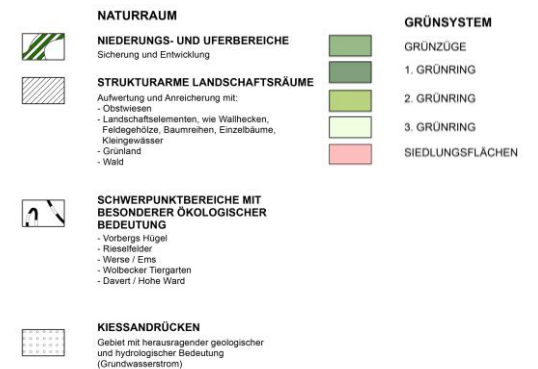 NATURRAUM
NIEDERUNGS- UND UFERBEREICHE
Sicherung und Entwicklung
STRUKTURARME LANDSCHAFTSRÄUME
Aufwertung und Anreicherung mit:
- Obstwiesen
- Landschaftselementen, wie Wallhecken,
Feldegehölze, Baumreihen, Einzelbäume,
Kleingewässer
- Grünland
- Wald
SCHWERPUNKTBEREICHE MIT
BESONDERER ÖKOLOGISCHER
BEDEUTUNG
- Vorbergs Hügel
- Rieselfelder
- Werse / Ems
- Wolbecker Tiergarten
- Davert / Hohe Ward
KIESSANDRÜCKEN
Gebiet mit herausragender geologischer
und hydrologischer Bedeutung
(Grundwasserstrom)
GRÜNSYSTEM
GRÜNZÜGE
1. GRÜNRING
2. GRÜNRING
3. GRÜNRING
SIEDLUNGSFLÄCHEN